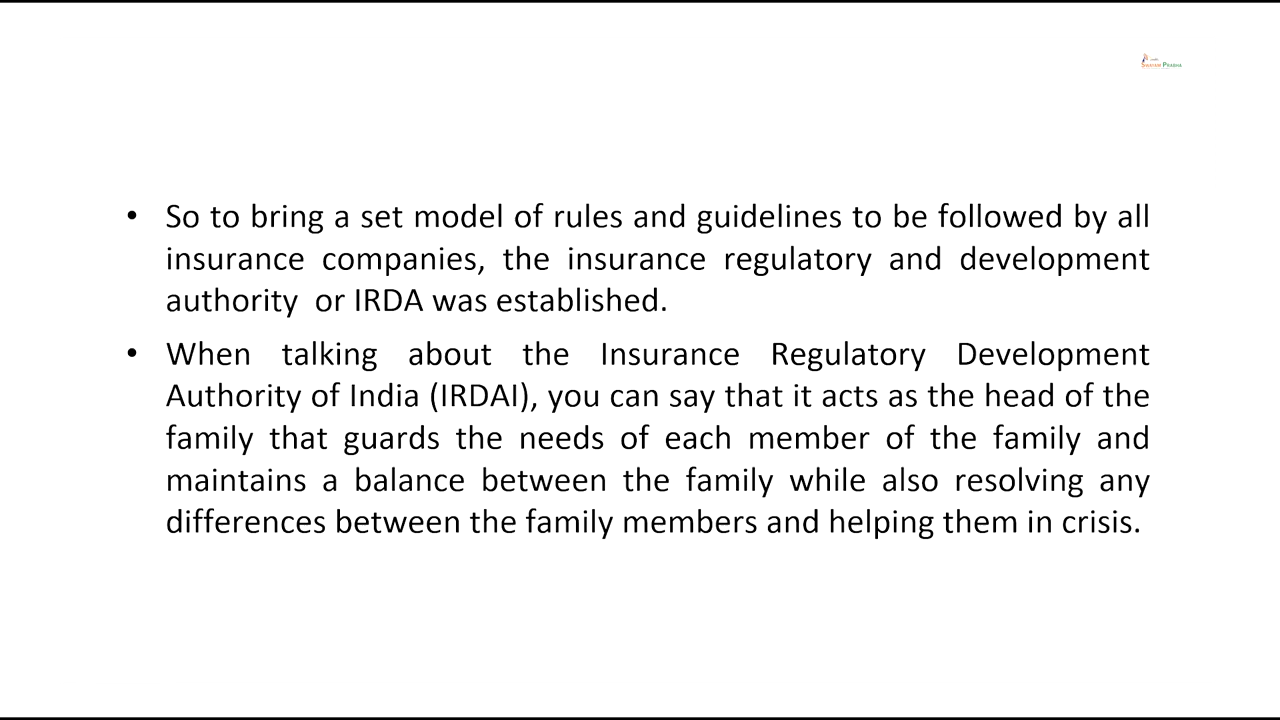 SWAYAM PRABHA
• So to bring a set model of rules and guidelines to be followed by all
insurance companies, the insurance regulatory and development
authority  or IRDA was established.
• When talking about the Insurance Regulatory Development
Authority of India (IRDAI), you can say that it acts as the head of the
family that guards the needs of each member of the family and
maintains a balance between the family while also resolving any
differences between the family members and helping them in crisis.